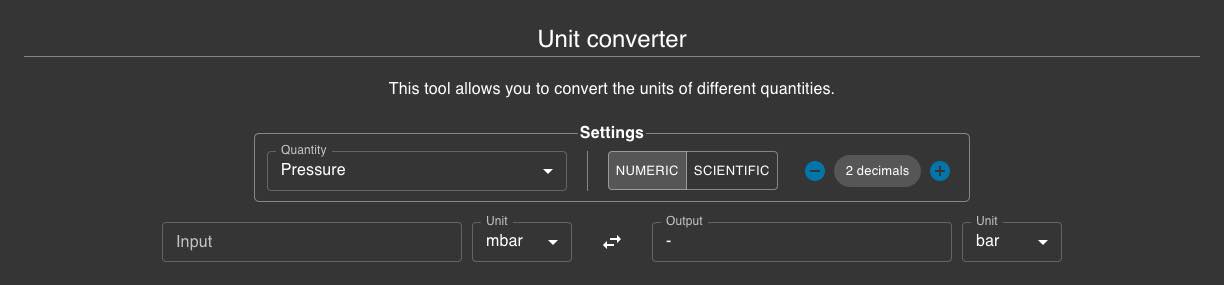 Unit converter
This tool allows you to convert the units of different quantities.
Settings
Quantity
Pressure
NUMERIC SCIENTIFIC
2 decimals
Input
Unit
mbar
Output
-
Unit
bar